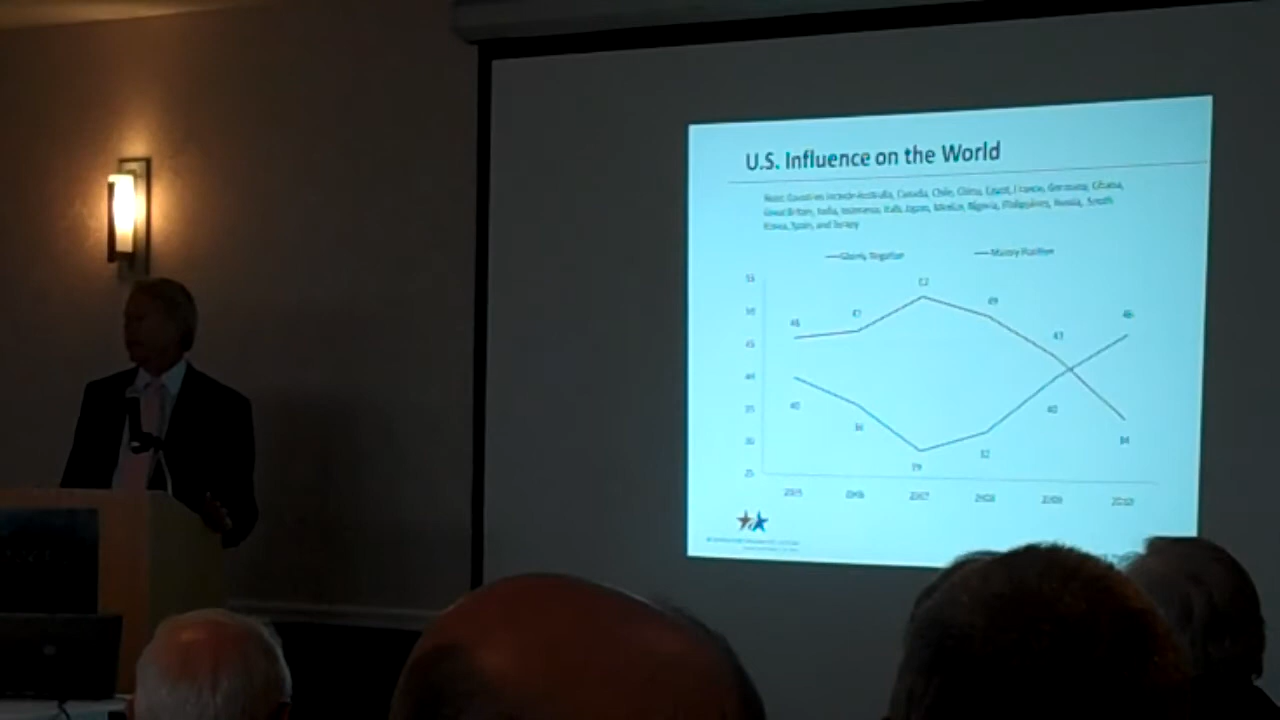 U.S. Influence on the World
Note: Countries include Australia, Canada, Chile, China, Egypt, France, Germany, Ghana,
Great Britain, India, Indonesia, Italy, Japan, Mexico, Nigeria, Philippines, Russia, South
Korea, Spain, and Turkey
Mainly Negative Mainly Positive
55
50
45
40
35
30
25
46 47 49 43 46
40 36 29 32 40 34
2005 2006 2007 2008 2009 2010